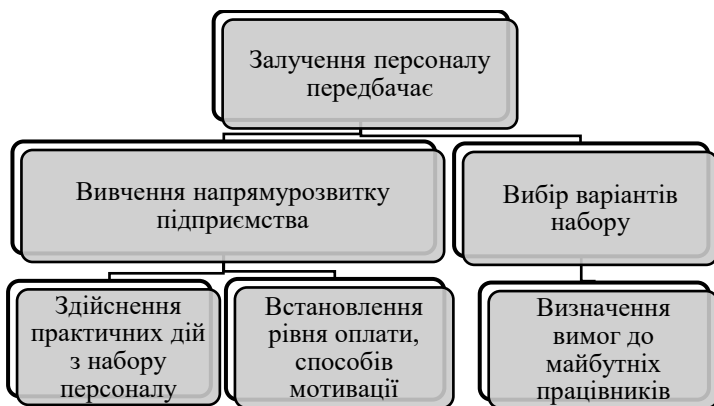 Залучення персоналу
передбачає
Вивчення напрямурозвитку
підприємства
Вибір варіантів
набору
Здійснення
практичних дій
з набору
персоналу
Встановлення
рівня оплати,
способів
мотивації
Визначення
вимог до
майбутніх
працівників